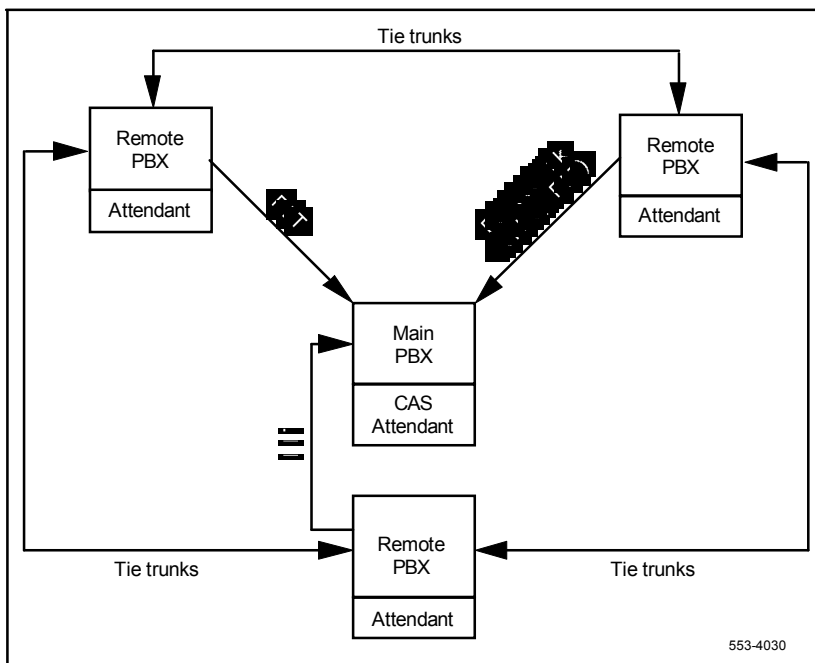 Tie trunks
Remote
PBX
Attendant
Remote
PBX
Attendant
Main
PBX
CAS
Attendant
Remote
PBX
Attendant
Tie trunks
Tie trunks
553-4030